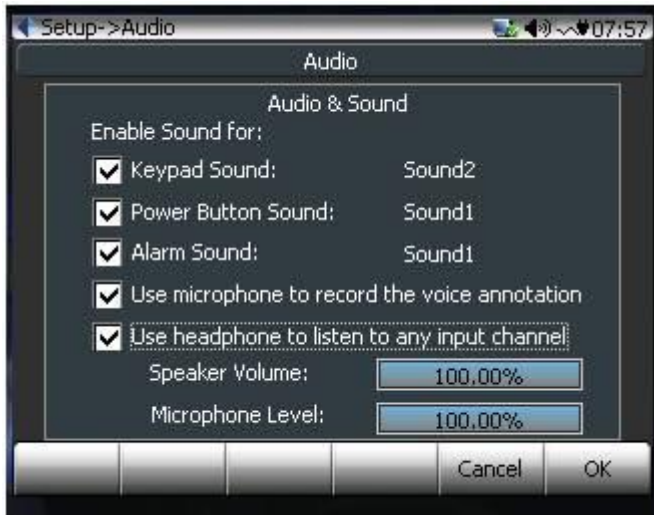 Setup->Audio 07:57
Audio
Audio & Sound
Enable Sound for:
Keypad Sound: Sound2
Power Button Sound: Sound1
Alarm Sound: Sound1
Use microphone to record the voice annotation
Use headphone to listen to any input channel
Speaker Volume: 100.00%
Microphone Level: 100.00%
Cancel OK